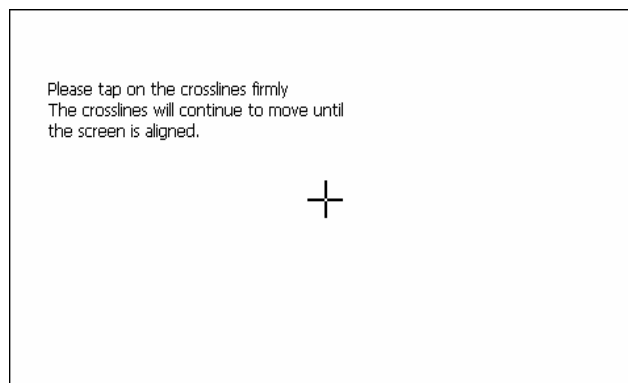 Please tap on the crosslines firmly
The crosslines will continue to move until
the screen is aligned.